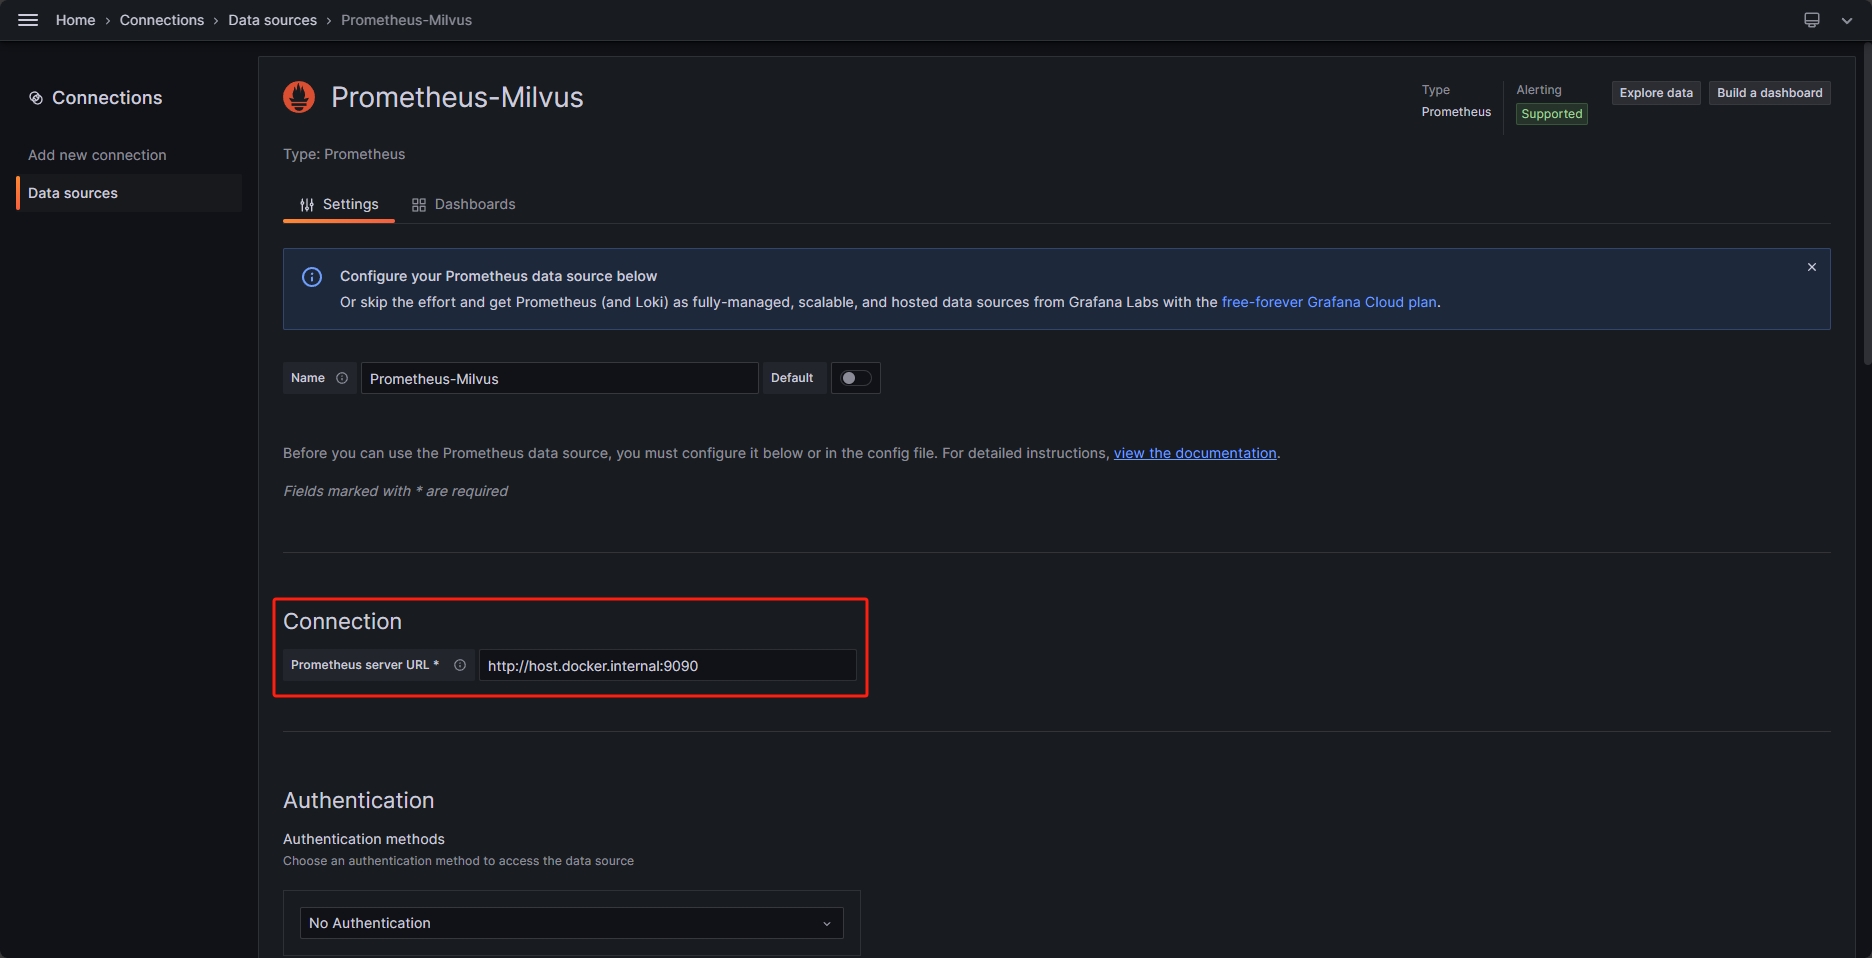 Home › Connections › Data sources › Prometheus-Milvus
Connections
Add new connection
Data sources
Prometheus-Milvus
Type
Prometheus
Alerting
Supported
Explore data
Build a dashboard
Type: Prometheus
Settings
Dashboards
Configure your Prometheus data source below
Or skip the effort and get Prometheus (and Loki) as fully-managed, scalable, and hosted data sources from Grafana Labs with the free-forever Grafana Cloud plan.
Name
Prometheus-Milvus
Default
Before you can use the Prometheus data source, you must configure it below or in the config file. For detailed instructions, view the documentation.
Fields marked with * are required
Connection
Prometheus server URL *
http://host.docker.internal:9090
Authentication
Authentication methods
Choose an authentication method to access the data source
No Authentication